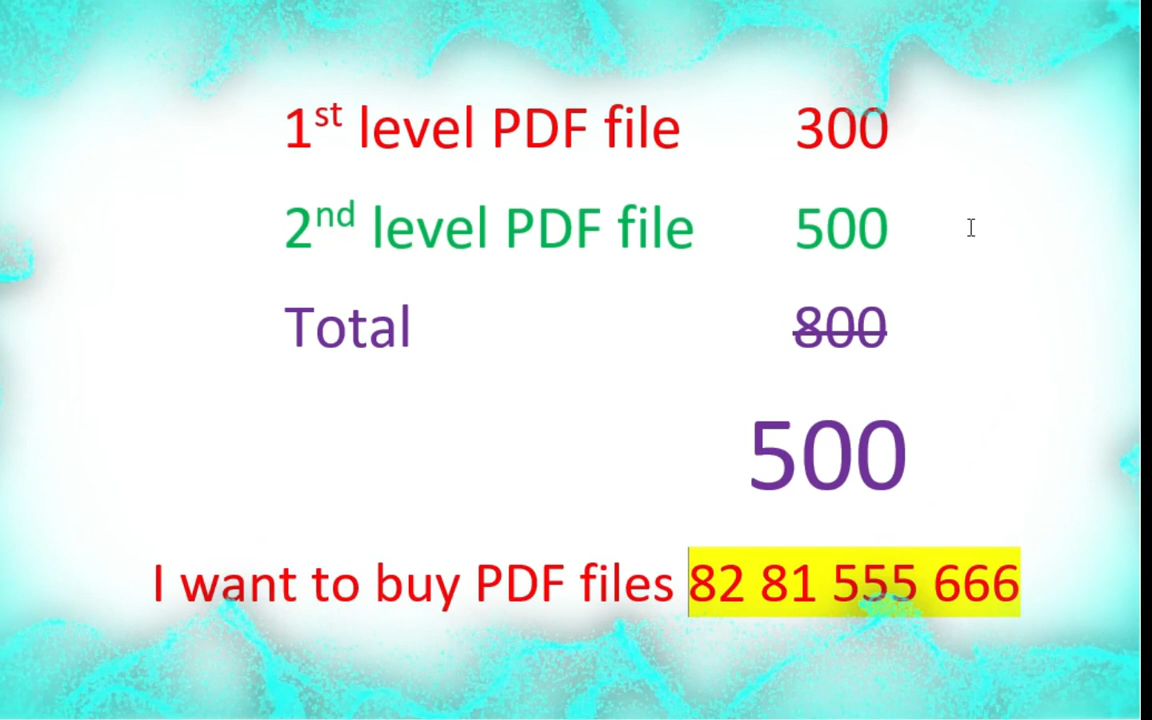 1st level PDF file 300
2nd level PDF file 500
Total 800
500
I want to buy PDF files 82 81 555 666